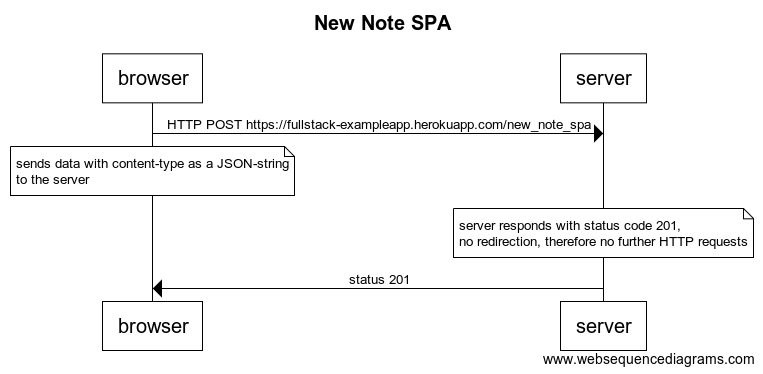 New Note SPA
browser
server
HTTP POST https://fullstack-exampleapp.herokuapp.com/new_note_spa
sends data with content-type as a JSON-string
to the server
server responds with status code 201,
no redirection, therefore no further HTTP requests
status 201
browser
server
www.websequencediagrams.com